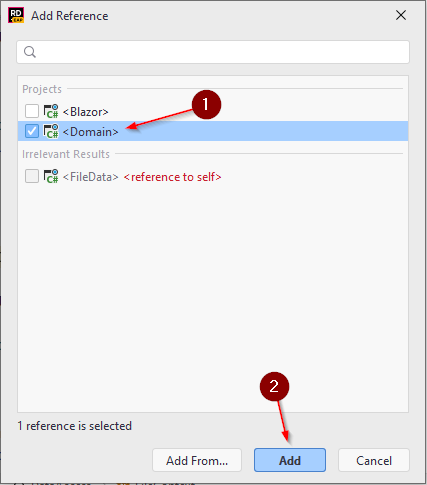 RD
EAP
Add Reference
Projects
C# <Blazor>
1
C# <Domain>
Irrelevant Results
C# <FileData> <reference to self>
2
1 reference is selected
Add From...
Add
Cancel